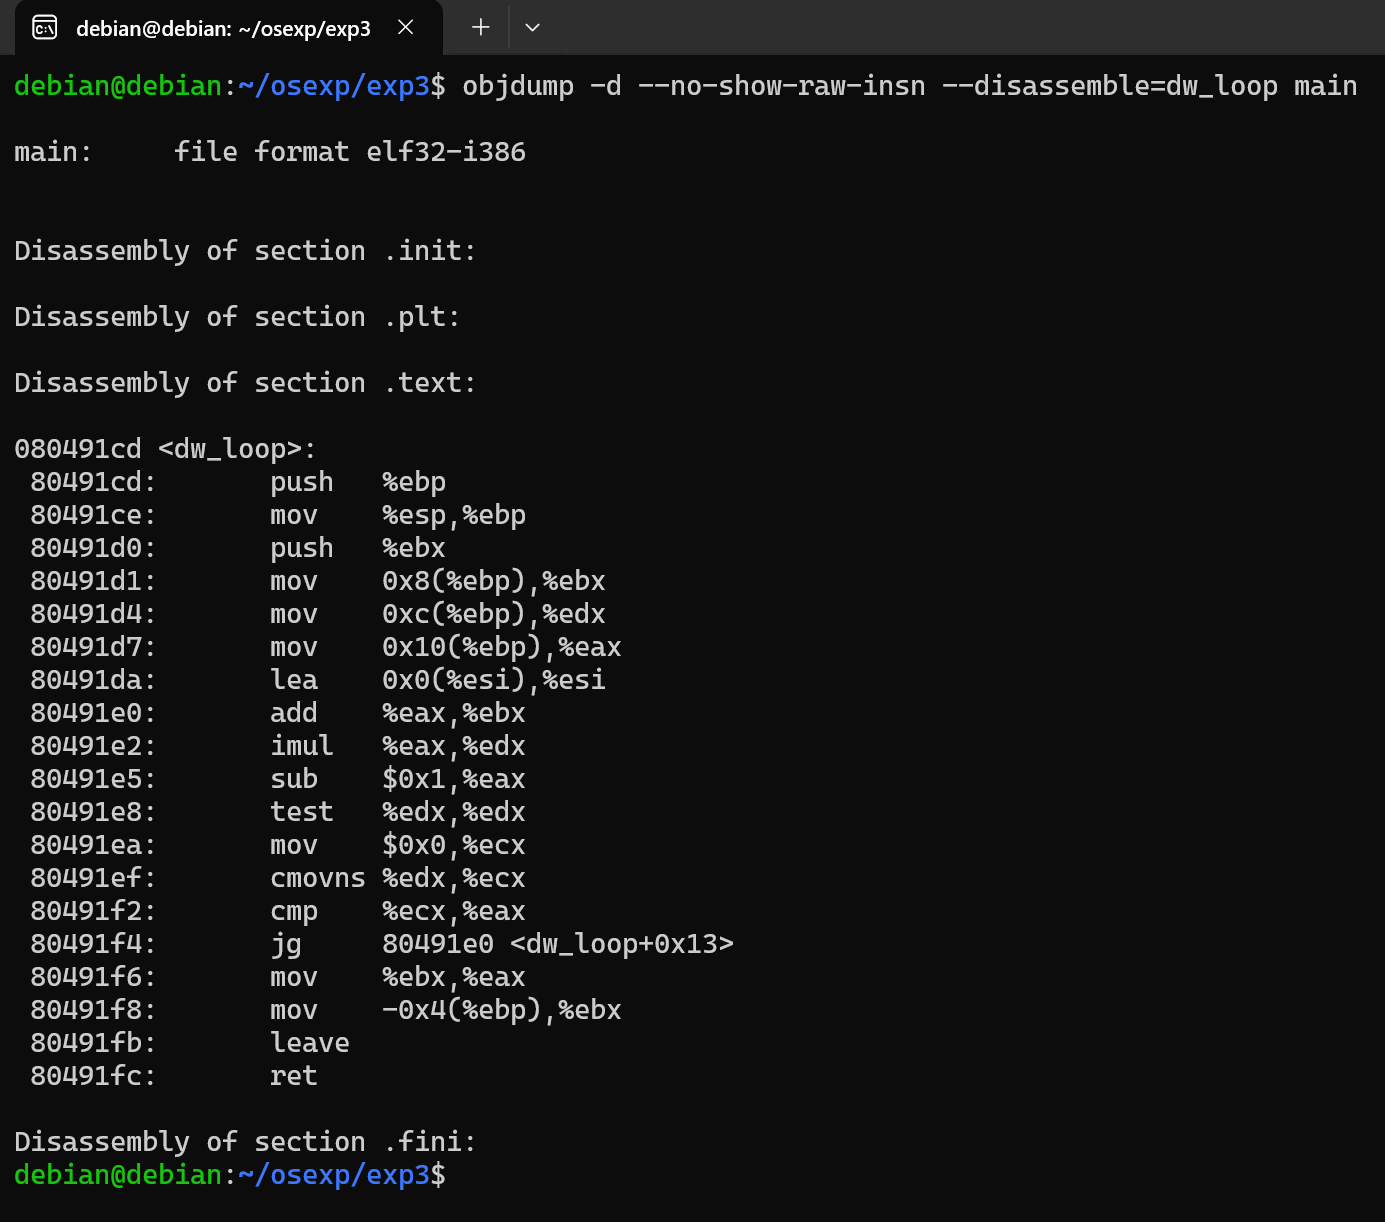 debian@debian: ~/osexp/exp3
debian@debian:~/osexp/exp3$ objdump -d --no-show-raw-insn --disassemble=dw_loop main
main:     file format elf32-i386
Disassembly of section .init:
Disassembly of section .plt:
Disassembly of section .text:
080491cd <dw_loop>:
 80491cd:       push   %ebp
 80491ce:       mov    %esp,%ebp
 80491d0:       push   %ebx
 80491d1:       mov    0x8(%ebp),%ebx
 80491d4:       mov    0xc(%ebp),%edx
 80491d7:       mov    0x10(%ebp),%eax
 80491da:       lea    0x0(%esi),%esi
 80491e0:       add    %eax,%ebx
 80491e2:       imul   %eax,%edx
 80491e5:       sub    $0x1,%eax
 80491e8:       test   %edx,%edx
 80491ea:       mov    $0x0,%ecx
 80491ef:       cmovns %edx,%ecx
 80491f2:       cmp    %ecx,%eax
 80491f4:       jg     80491e0 <dw_loop+0x13>
 80491f6:       mov    %ebx,%eax
 80491f8:       mov    -0x4(%ebp),%ebx
 80491fb:       leave
 80491fc:       ret
Disassembly of section .fini:
debian@debian:~/osexp/exp3$